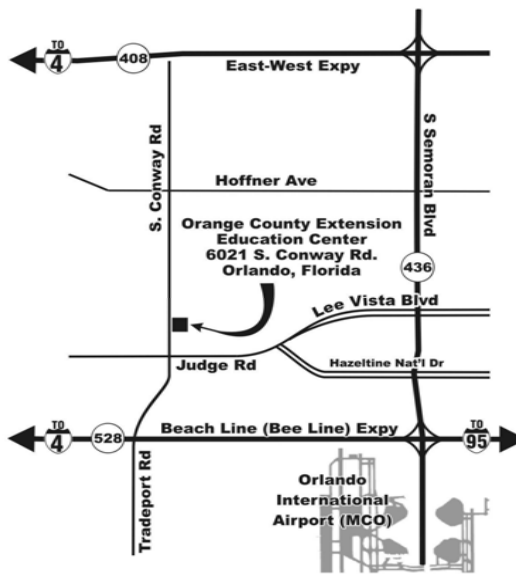 TO
4
408
East-West Expy
S. Conway Rd
S Semoran Blvd
Hoffner Ave
Orange County Extension
Education Center
6021 S. Conway Rd.
Orlando, Florida
436
Lee Vista Blvd
Judge Rd
Hazeltine Nat'l Dr
TO
4
528
Beach Line (Bee Line) Expy
TO
95
Tradeport Rd
Orlando
International
Airport (MCO)